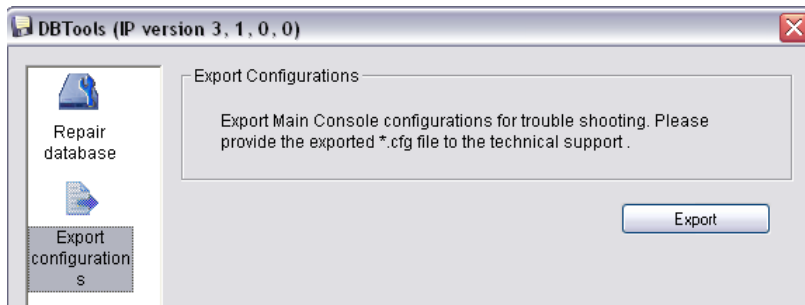 DBTools (IP version 3, 1, 0, 0)
Repair
database
Export
configuration
s
Export Configurations
Export Main Console configurations for trouble shooting. Please
provide the exported *.cfg file to the technical support .
Export